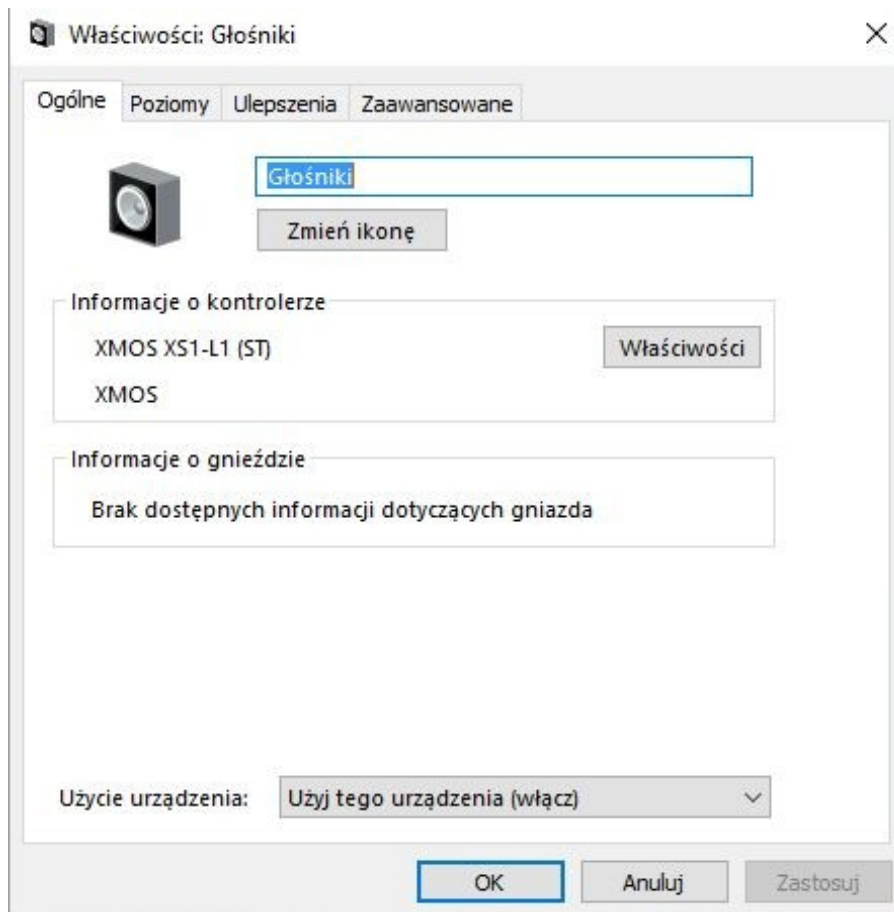 Właściwości: Głośniki
Ogólne Poziomy Ulepszenia Zaawansowane
Głośniki
Zmień ikonę
Informacje o kontrolerze
XMOS XS1-L1 (ST) Właściwości
XMOS
Informacje o gnieździe
Brak dostępnych informacji dotyczących gniazda
Użycie urządzenia: Użyj tego urządzenia (włącz)
OK Anuluj Zastosuj